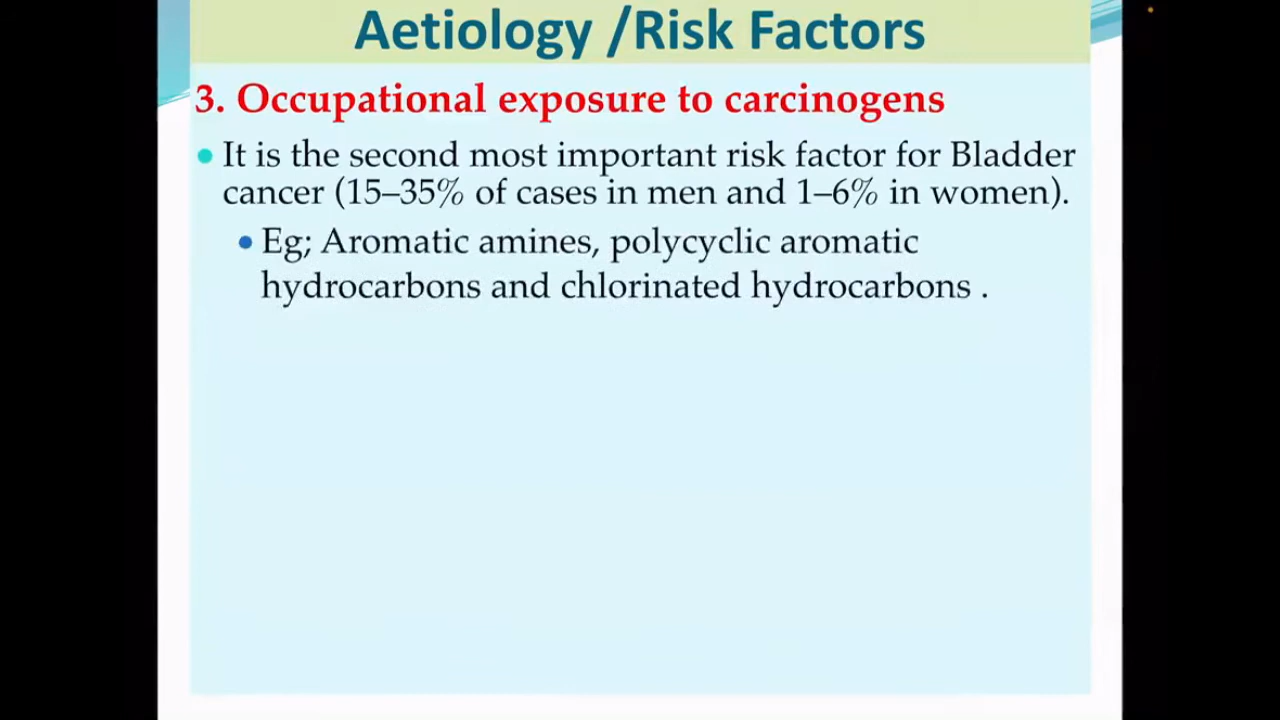 Aetiology /Risk Factors
3. Occupational exposure to carcinogens
• It is the second most important risk factor for Bladder
cancer (15–35% of cases in men and 1–6% in women).
• Eg; Aromatic amines, polycyclic aromatic
hydrocarbons and chlorinated hydrocarbons .